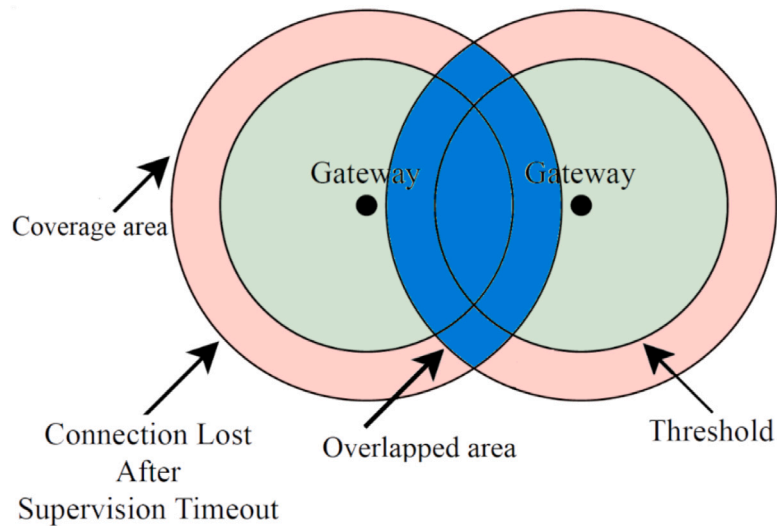 Gateway
Gateway
Coverage area
Connection Lost
After
Supervision Timeout
Overlapped area
Threshold